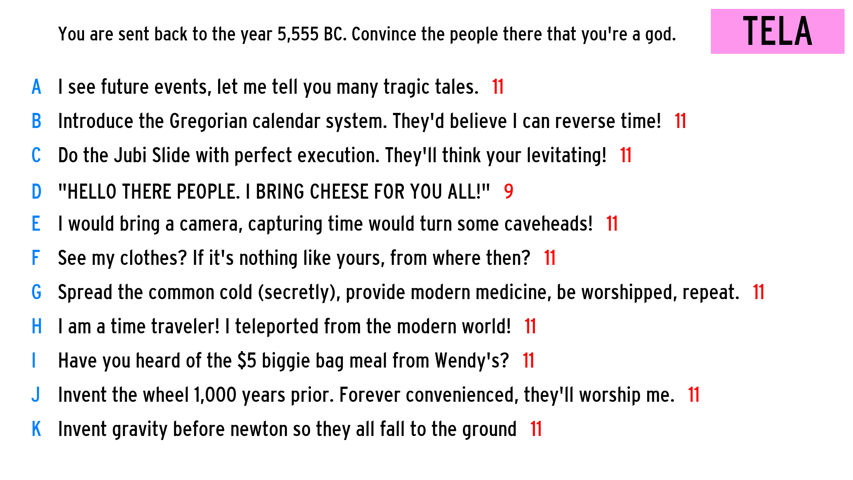 You are sent back to the year 5,555 BC. Convince the people there that you're a god.
TELA
A I see future events, let me tell you many tragic tales. 11
B Introduce the Gregorian calendar system. They'd believe I can reverse time! 11
C Do the Jubi Slide with perfect execution. They'll think your levitating! 11
D "HELLO THERE PEOPLE. I BRING CHEESE FOR YOU ALL!" 9
E I would bring a camera, capturing time would turn some caveheads! 11
F See my clothes? If it's nothing like yours, from where then? 11
G Spread the common cold (secretly), provide modern medicine, be worshipped, repeat. 11
H I am a time traveler! I teleported from the modern world! 11
I Have you heard of the $5 biggie bag meal from Wendy's? 11
J Invent the wheel 1,000 years prior. Forever convenienced, they'll worship me. 11
K Invent gravity before newton so they all fall to the ground 11